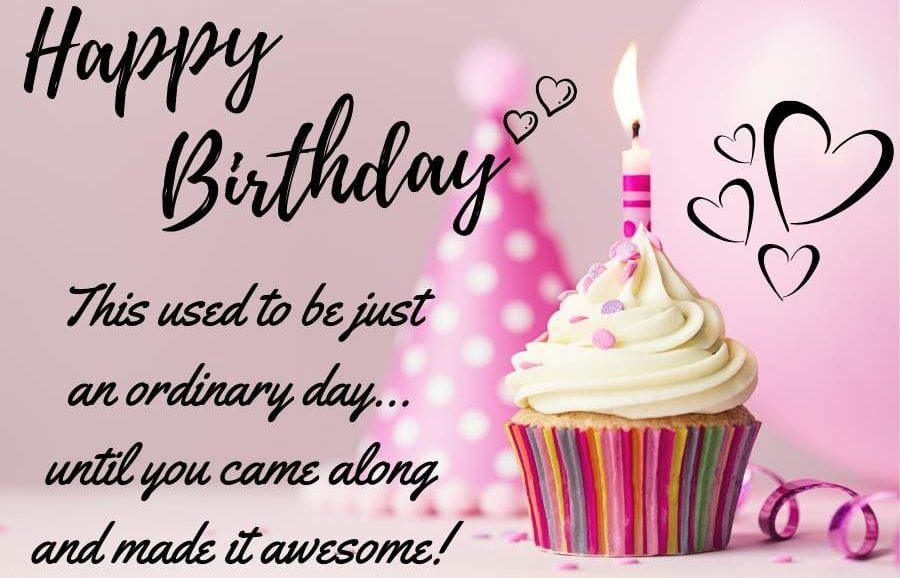 Happy
Birthday
This used to be just
an ordinary day...
until you came along
and made it awesome!